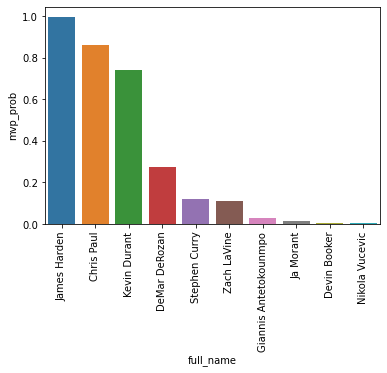 1.0
0.8
0.6
0.4
0.2
0.0
mvp_prob
James Harden
Chris Paul
Kevin Durant
DeMar DeRozan
Stephen Curry
Zach LaVine
Giannis Antetokounmpo
Ja Morant
Devin Booker
Nikola Vucevic
full_name